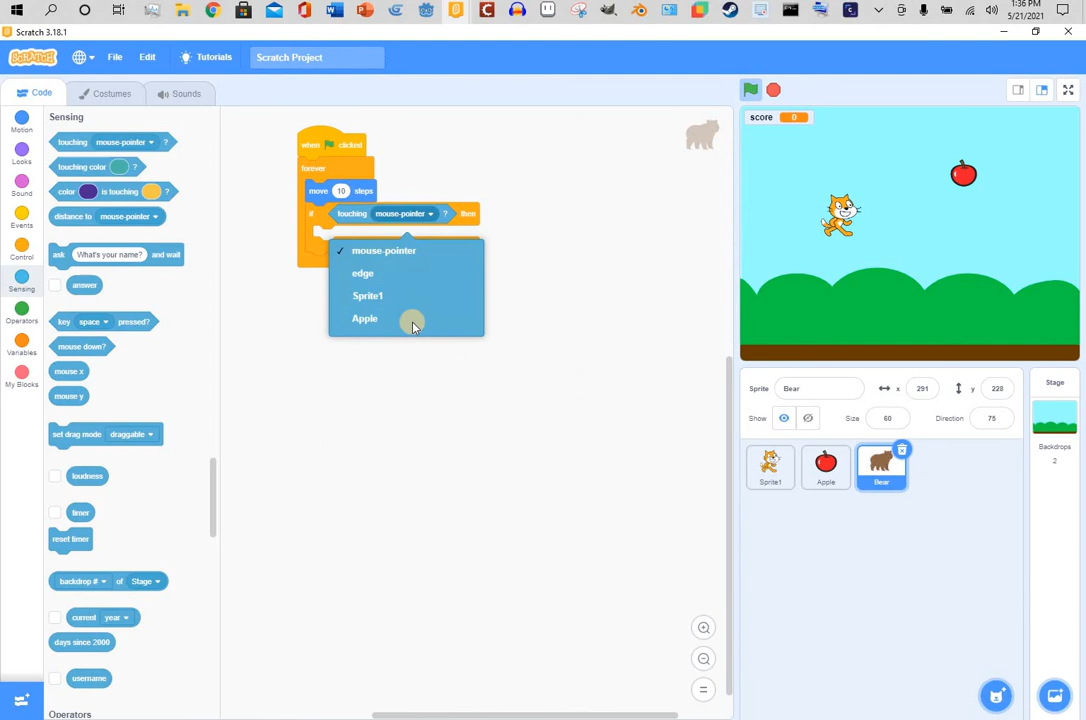 1:36 PM
5/21/2021
Scratch 3.18.1
SCRATCH
File
Edit
Tutorials
Scratch Project
Code
Costumes
Sounds
Motion
Looks
Sound
Events
Control
Sensing
Operators
Variables
My Blocks
Sensing
touching mouse-pointer ?
touching color ?
color is touching ?
distance to mouse-pointer
ask What's your name? and wait
answer
key space pressed?
mouse down?
mouse x
mouse y
set drag mode draggable
loudness
timer
reset timer
backdrop # of Stage
current year
days since 2000
username
Operators
when clicked
forever
move 10 steps
if touching mouse-pointer ? then
mouse-pointer
edge
Sprite1
Apple
score 0
Sprite Bear x 291 y 228
Show Size 60 Direction 75
Sprite1
Apple
Bear
Stage
Backdrops
2